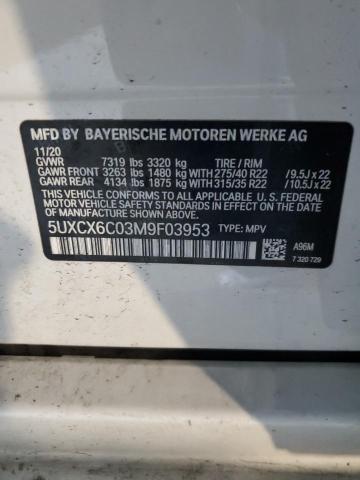 MFD BY BAYERISCHE MOTOREN WERKE AG
11/20
GVWR 7319 lbs 3320 kg TIRE / RIM
GAWR FRONT 3263 lbs 1480 kg WITH 275/40 R22 /9.5J x 22
GAWR REAR 4134 lbs 1875 kg WITH 315/35 R22 /10.5J x 22
THIS VEHICLE CONFORMS TO ALL APPLICABLE U. S. FEDERAL
MOTOR VEHICLE SAFETY STANDARDS IN EFFECT
ON THE DATE OF MANUFACTURE SHOWN ABOVE.
5UXCX6C03M9F03953 TYPE: MPV
A96M
7 320 729